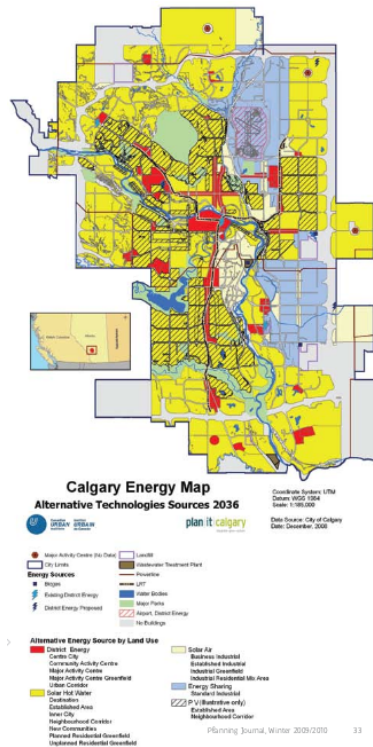 Calgary Energy Map
Alternative Technologies Sources 2036
Coordinate System: UTM
Datum: WGS 1984
Scale: 1:185,000
Data Source: City of Calgary
Date: December, 2008
plan it calgary
Major Activity Centre (No Data)
City Limits
Energy Sources
Biogas
Existing District Energy
District Energy Proposed
Landfill
Wastewater Treatment Plant
Powerline
LRT
Water Bodies
Major Parks
Airport, District Energy
No Buildings
Alternative Energy Source by Land Use
District Energy
Centre City
Community Activity Centre
Major Activity Centre
Major Activity Centre Greenfield
Urban Corridor
Solar Hot Water
Destination
Established Area
Inner City
Neighbourhood Corridor
New Communities
Planned Residential Greenfield
Unplanned Residential Greenfield
Solar Air
Business Industrial
Established Industrial
Industrial Greenfield
Industrial Residential Mix Area
Energy Sharing
Standard Industrial
P V (Illustrative only)
Established Area
Neighbourhood Corridor
Planning Journal, Winter 2009/2010 33